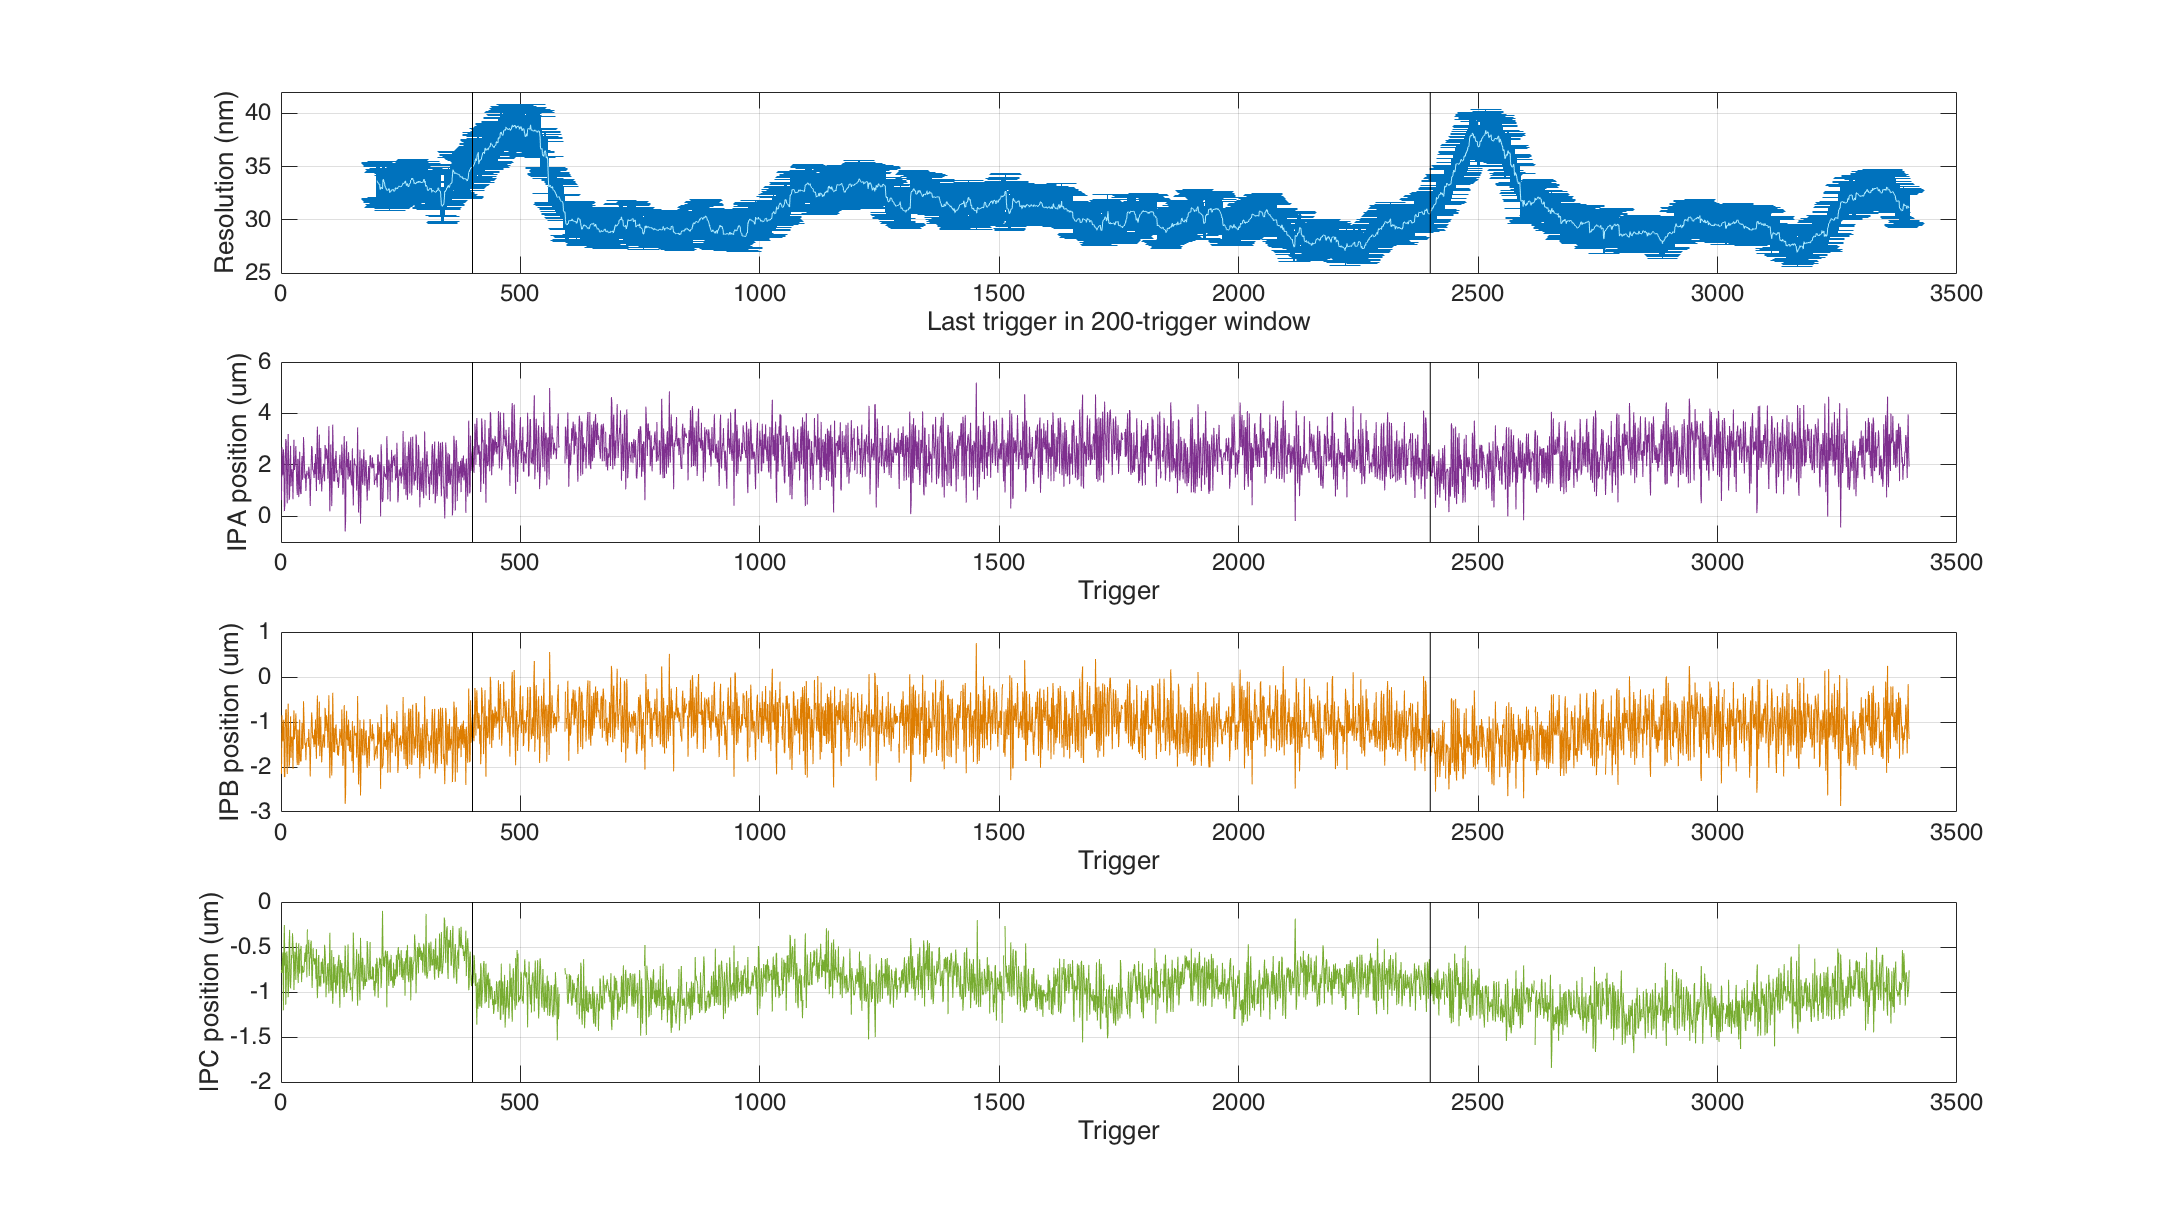 Resolution (nm)
40
35
30
25
0 500 1000 1500 2000 2500 3000 3500
Last trigger in 200-trigger window
IPA position (um)
6
4
2
0
0 500 1000 1500 2000 2500 3000 3500
Trigger
IPB position (um)
1
0
-1
-2
-3
0 500 1000 1500 2000 2500 3000 3500
Trigger
IPC position (um)
0
-0.5
-1
-1.5
-2
0 500 1000 1500 2000 2500 3000 3500
Trigger